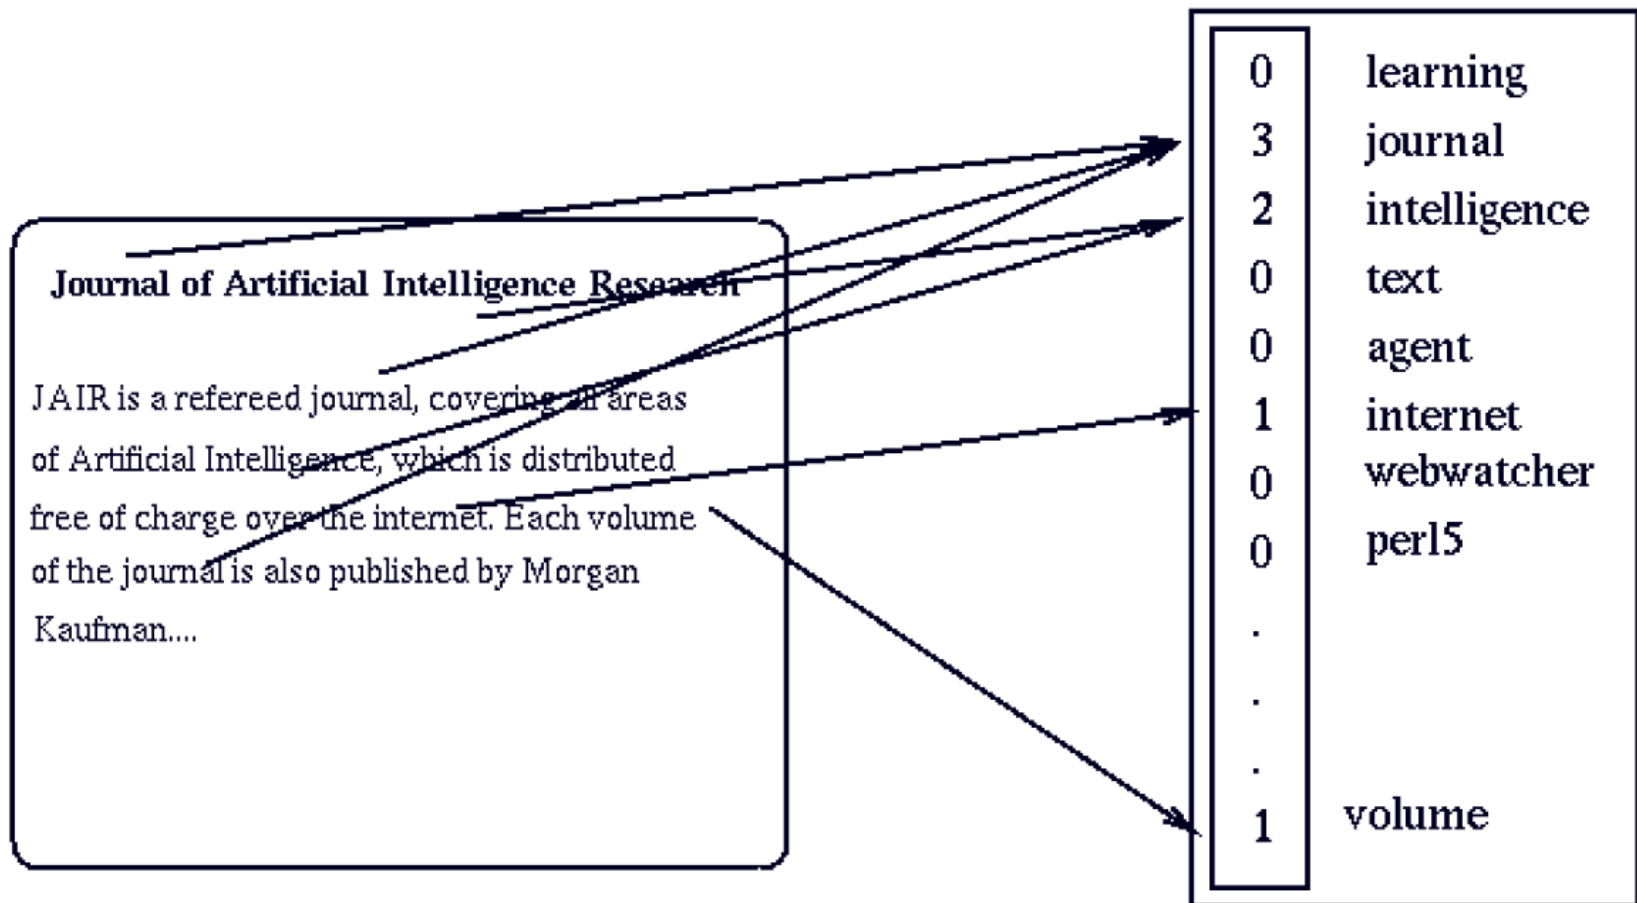 Journal of Artificial Intelligence Research
JAIR is a refereed journal, covering all areas
of Artificial Intelligence, which is distributed
free of charge over the internet. Each volume
of the journal is also published by Morgan
Kaufman....
0 learning
3 journal
2 intelligence
0 text
0 agent
1 internet
0 webwatcher
0 perl5
.
.
.
1 volume